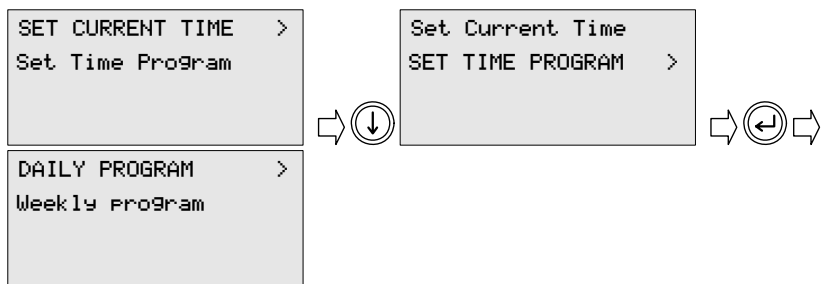 SET CURRENT TIME >
Set Time Program
Set Current Time
SET TIME PROGRAM >
DAILY PROGRAM >
Weekly program